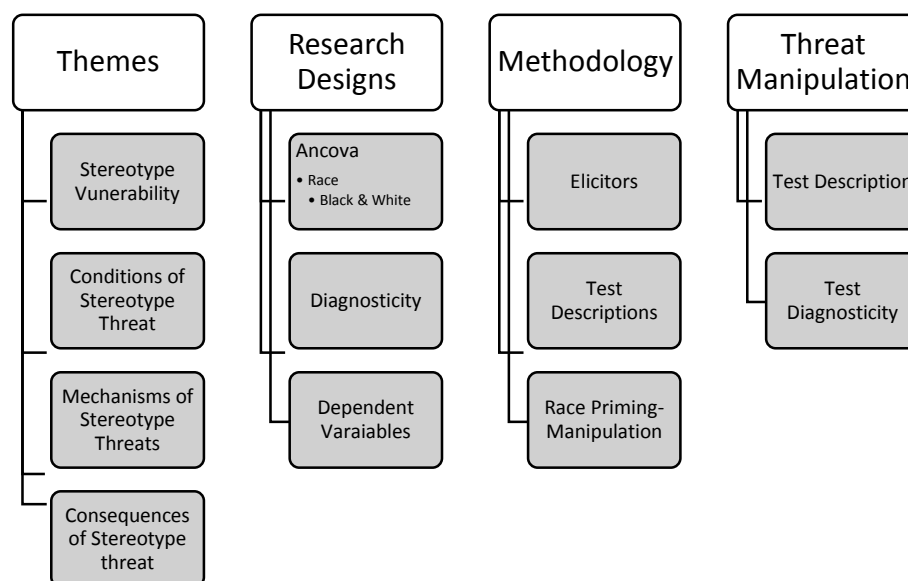 Themes
Stereotype
Vunerability
Conditions of
Stereotype
Threat
Mechanisms of
Stereotype
Threats
Consequences
of Stereotype
threat
Research
Designs
Ancova
• Race
• Black & White
Diagnosticity
Dependent
Varaiables
Methodology
Elicitors
Test
Descriptions
Race Priming-
Manipulation
Threat
Manipulation
Test Description
Test
Diagnosticity